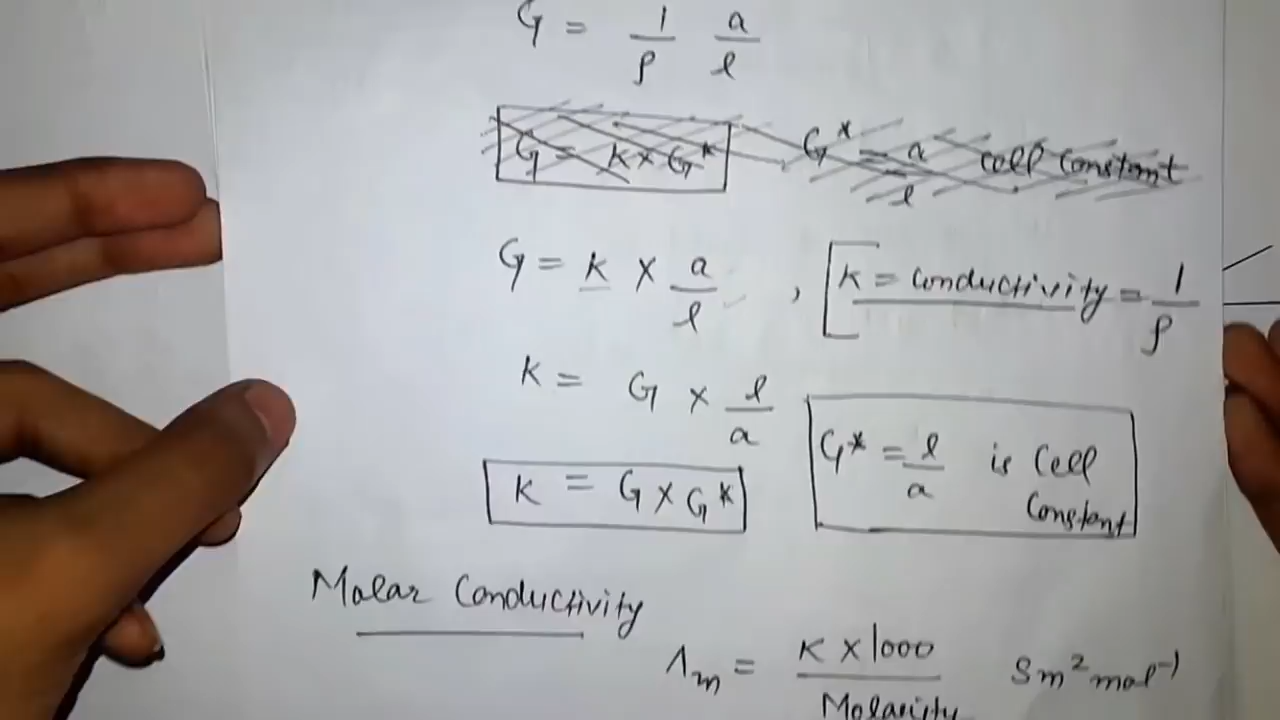 G = 1/ρ a/l
G = K × G* G* = a/l Cell Constant
G = K × a/l , [K = Conductivity = 1/ρ
K = G × l/a
G* = l/a is Cell Constant
K = G × G*
Molar Conductivity
Λm = K × 1000 / Molarity S m² mol⁻¹